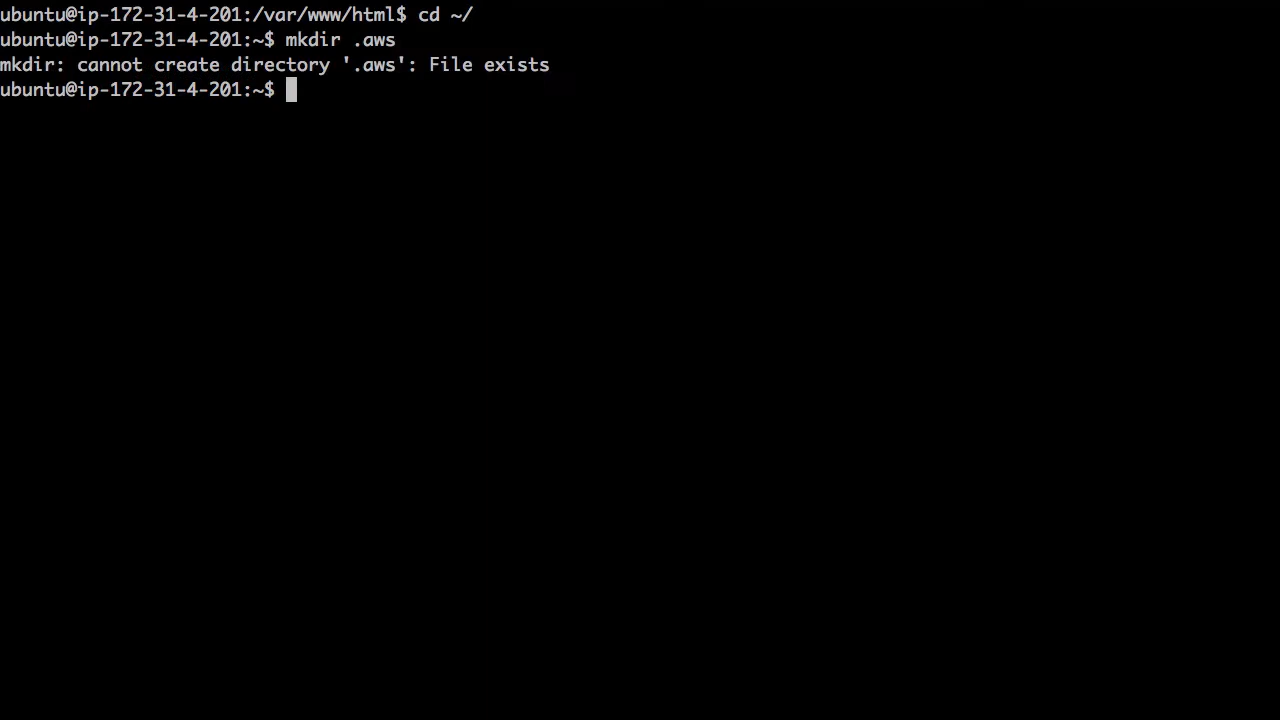 ubuntu@ip-172-31-4-201:/var/www/html$ cd ~/
ubuntu@ip-172-31-4-201:~$ mkdir .aws
mkdir: cannot create directory '.aws': File exists
ubuntu@ip-172-31-4-201:~$